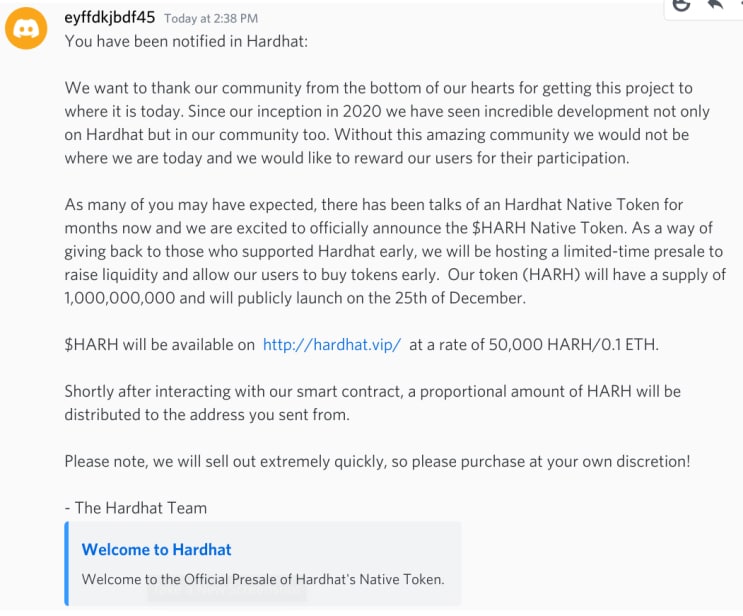 eyffdkjbdf45 Today at 2:38 PM
You have been notified in Hardhat:
We want to thank our community from the bottom of our hearts for getting this project to
where it is today. Since our inception in 2020 we have seen incredible development not only
on Hardhat but in our community too. Without this amazing community we would not be
where we are today and we would like to reward our users for their participation.
As many of you may have expected, there has been talks of an Hardhat Native Token for
months now and we are excited to officially announce the $HARH Native Token. As a way of
giving back to those who supported Hardhat early, we will be hosting a limited-time presale to
raise liquidity and allow our users to buy tokens early. Our token (HARH) will have a supply of
1,000,000,000 and will publicly launch on the 25th of December.
$HARH will be available on http://hardhat.vip/ at a rate of 50,000 HARH/0.1 ETH.
Shortly after interacting with our smart contract, a proportional amount of HARH will be
distributed to the address you sent from.
Please note, we will sell out extremely quickly, so please purchase at your own discretion!
- The Hardhat Team
Welcome to Hardhat
Welcome to the Official Presale of Hardhat's Native Token.